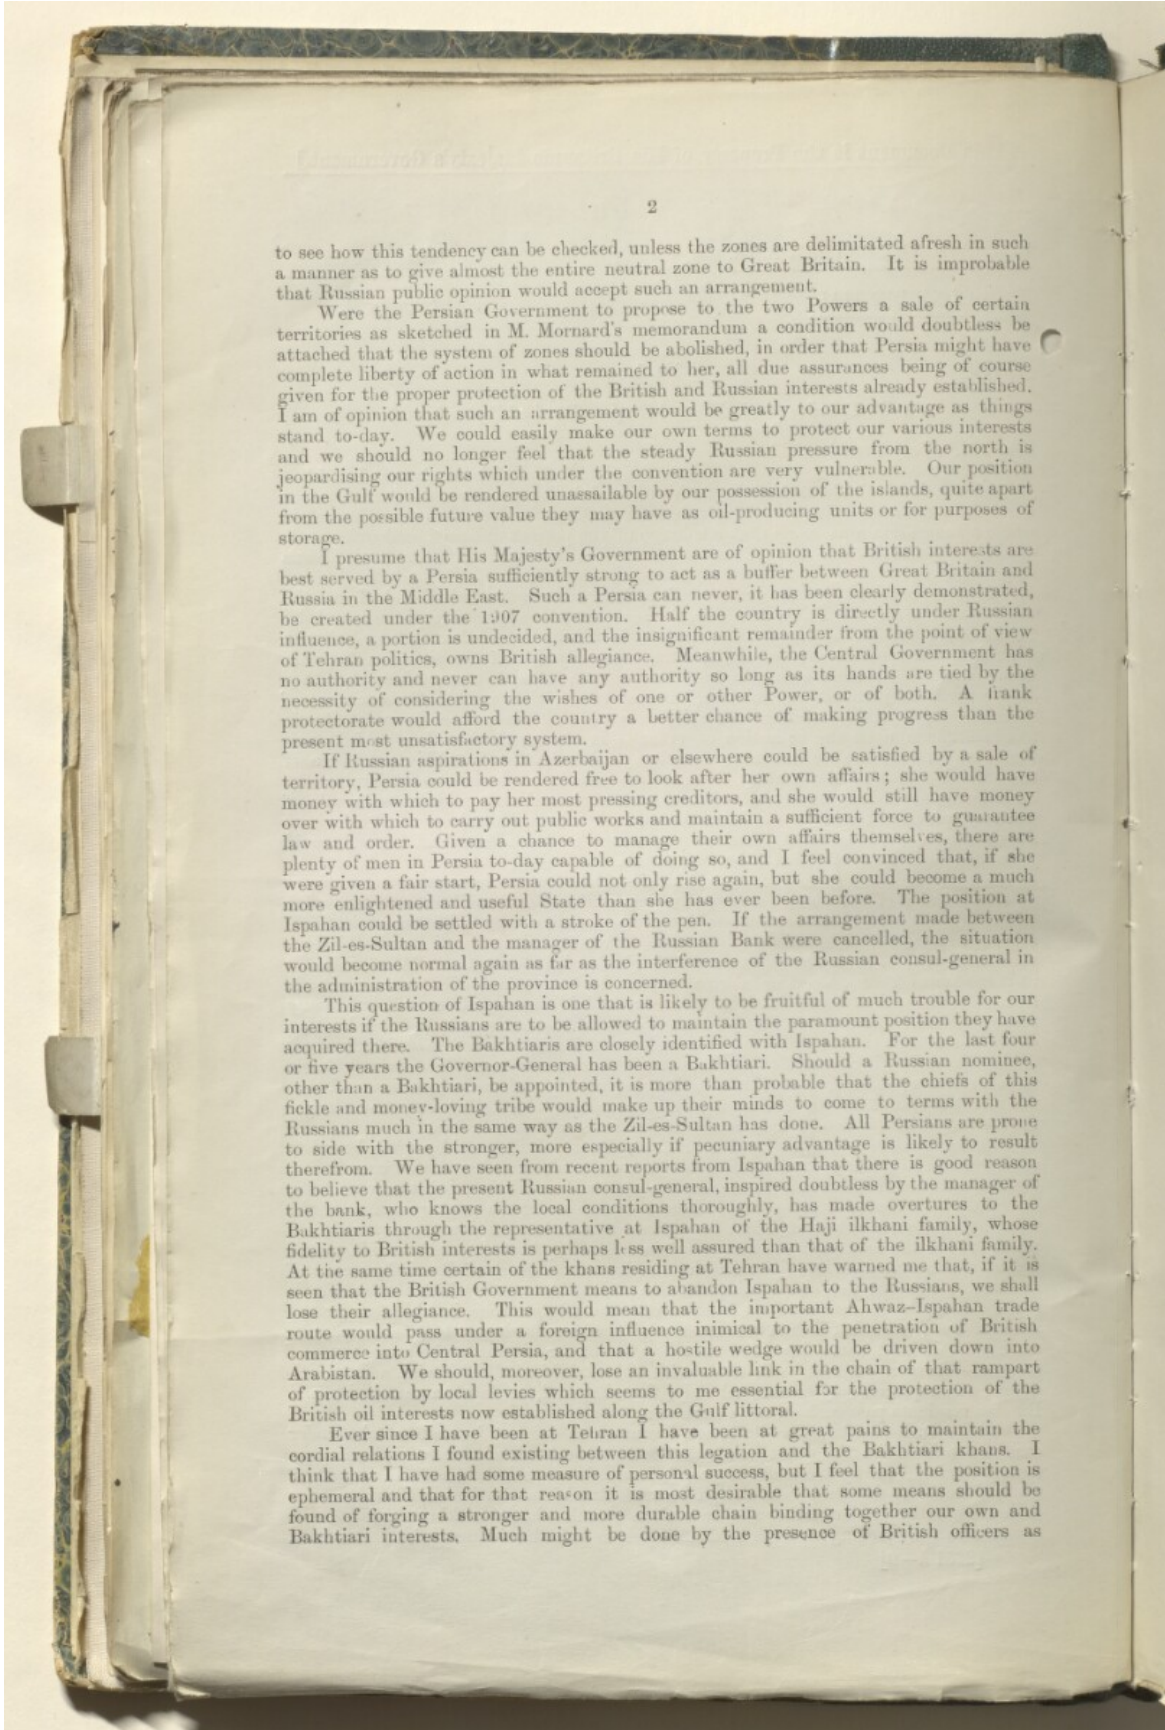 2
to see how this tendency can be checked, unless the zones are delimitated afresh in such
a manner as to give almost the entire neutral zone to Great Britain. It is improbable
that Russian public opinion would accept such an arrangement.
Were the Persian Government to propose to the two Powers a sale of certain
territories as sketched in M. Mornard's memorandum a condition would doubtless be
attached that the system of zones should be abolished, in order that Persia might have
complete liberty of action in what remained to her, all due assurances being of course
given for the proper protection of the British and Russian interests already established.
I am of opinion that such an arrangement would be greatly to our advantage as things
stand to-day. We could easily make our own terms to protect our various interests
and we should no longer feel that the steady Russian pressure from the north is
jeopardising our rights which under the convention are very vulnerable. Our position
in the Gulf would be rendered unassailable by our possession of the islands, quite apart
from the possible future value they may have as oil-producing units or for purposes of
storage.
I presume that His Majesty's Government are of opinion that British interests are
best served by a Persia sufficiently strong to act as a buffer between Great Britain and
Russia in the Middle East. Such a Persia can never, it has been clearly demonstrated,
be created under the 1907 convention. Half the country is directly under Russian
influence, a portion is undecided, and the insignificant remainder from the point of view
of Tehran politics, owns British allegiance. Meanwhile, the Central Government has
no authority and never can have any authority so long as its hands are tied by the
necessity of considering the wishes of one or other Power, or of both. A frank
protectorate would afford the country a better chance of making progress than the
present most unsatisfactory system.
If Russian aspirations in Azerbaijan or elsewhere could be satisfied by a sale of
territory, Persia could be rendered free to look after her own affairs; she would have
money with which to pay her most pressing creditors, and she would still have money
over with which to carry out public works and maintain a sufficient force to guarantee
law and order. Given a chance to manage their own affairs themselves, there are
plenty of men in Persia to-day capable of doing so, and I feel convinced that, if she
were given a fair start, Persia could not only rise again, but she could become a much
more enlightened and useful State than she has ever been before. The position at
Ispahan could be settled with a stroke of the pen. If the arrangement made between
the Zil-es-Sultan and the manager of the Russian Bank were cancelled, the situation
would become normal again as far as the interference of the Russian consul-general in
the administration of the province is concerned.
This question of Ispahan is one that is likely to be fruitful of much trouble for our
interests if the Russians are to be allowed to maintain the paramount position they have
acquired there. The Bakhtiaris are closely identified with Ispahan. For the last four
or five years the Governor-General has been a Bakhtiari. Should a Russian nominee,
other than a Bakhtiari, be appointed, it is more than probable that the chiefs of this
fickle and money-loving tribe would make up their minds to come to terms with the
Russians much in the same way as the Zil-es-Sultan has done. All Persians are prone
to side with the stronger, more especially if pecuniary advantage is likely to result
therefrom. We have seen from recent reports from Ispahan that there is good reason
to believe that the present Russian consul-general, inspired doubtless by the manager of
the bank, who knows the local conditions thoroughly, has made overtures to the
Bakhtiaris through the representative at Ispahan of the Haji ilkhani family, whose
fidelity to British interests is perhaps less well assured than that of the ilkhani family.
At the same time certain of the khans residing at Tehran have warned me that, if it is
seen that the British Government means to abandon Ispahan to the Russians, we shall
lose their allegiance. This would mean that the important Ahwaz–Ispahan trade
route would pass under a foreign influence inimical to the penetration of British
commerce into Central Persia, and that a hostile wedge would be driven down into
Arabistan. We should, moreover, lose an invaluable link in the chain of that rampart
of protection by local levies which seems to me essential for the protection of the
British oil interests now established along the Gulf littoral.
Ever since I have been at Tehran I have been at great pains to maintain the
cordial relations I found existing between this legation and the Bakhtiari khans. I
think that I have had some measure of personal success, but I feel that the position is
ephemeral and that for that reason it is most desirable that some means should be
found of forging a stronger and more durable chain binding together our own and
Bakhtiari interests. Much might be done by the presence of British officers as